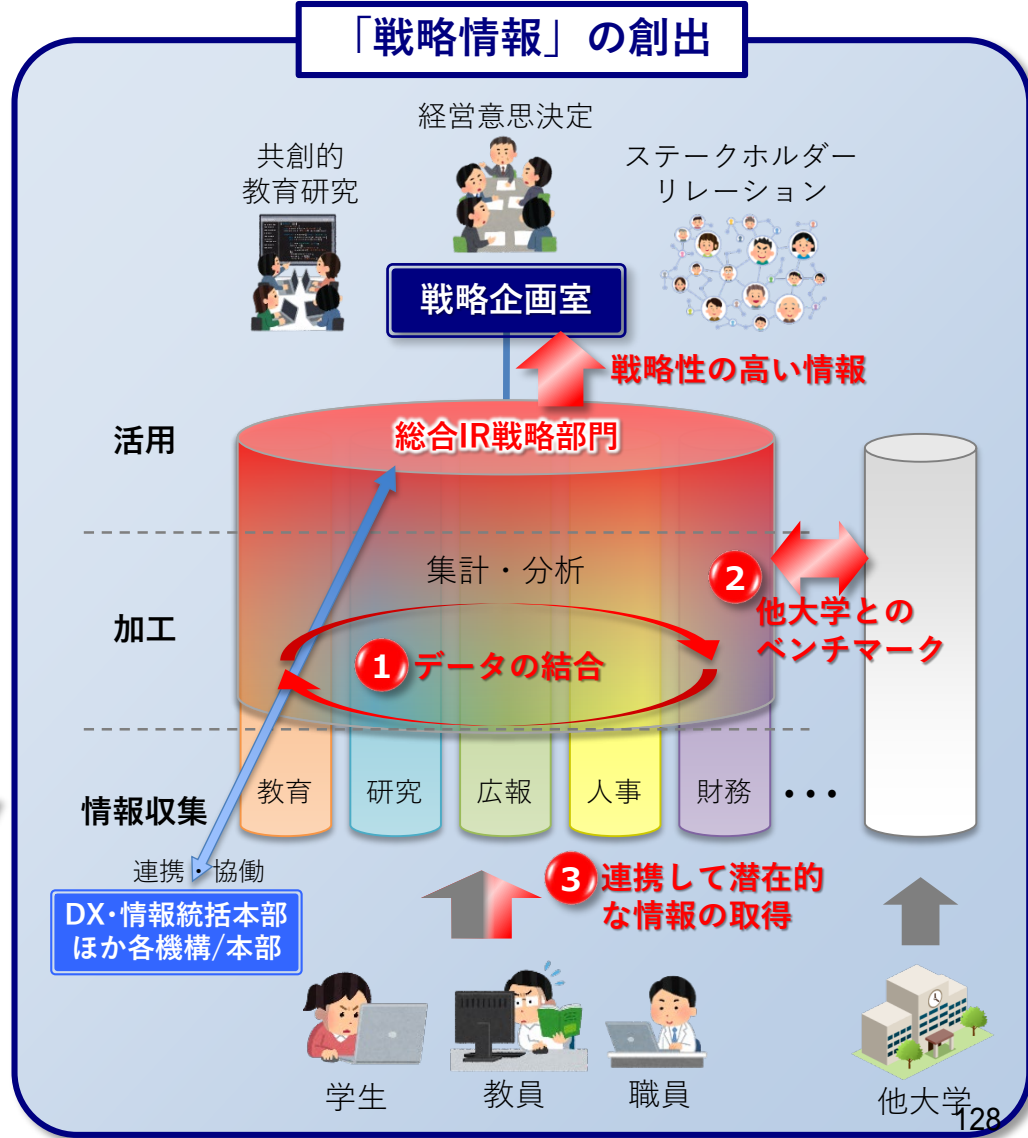 「戦略情報」の創出
経営意思決定
共創的
教育研究
ステークホルダー
リレーション
戦略企画室
戦略性の高い情報
活用
総合IR戦略部門
集計・分析
2
他大学との
ベンチマーク
加工
1 データの結合
情報収集
教育
研究
広報
人事
財務
・・・
連携・協働
DX・情報統括本部
ほか各機構/本部
3 連携して潜在的
な情報の取得
学生
教員
職員
他大学
128